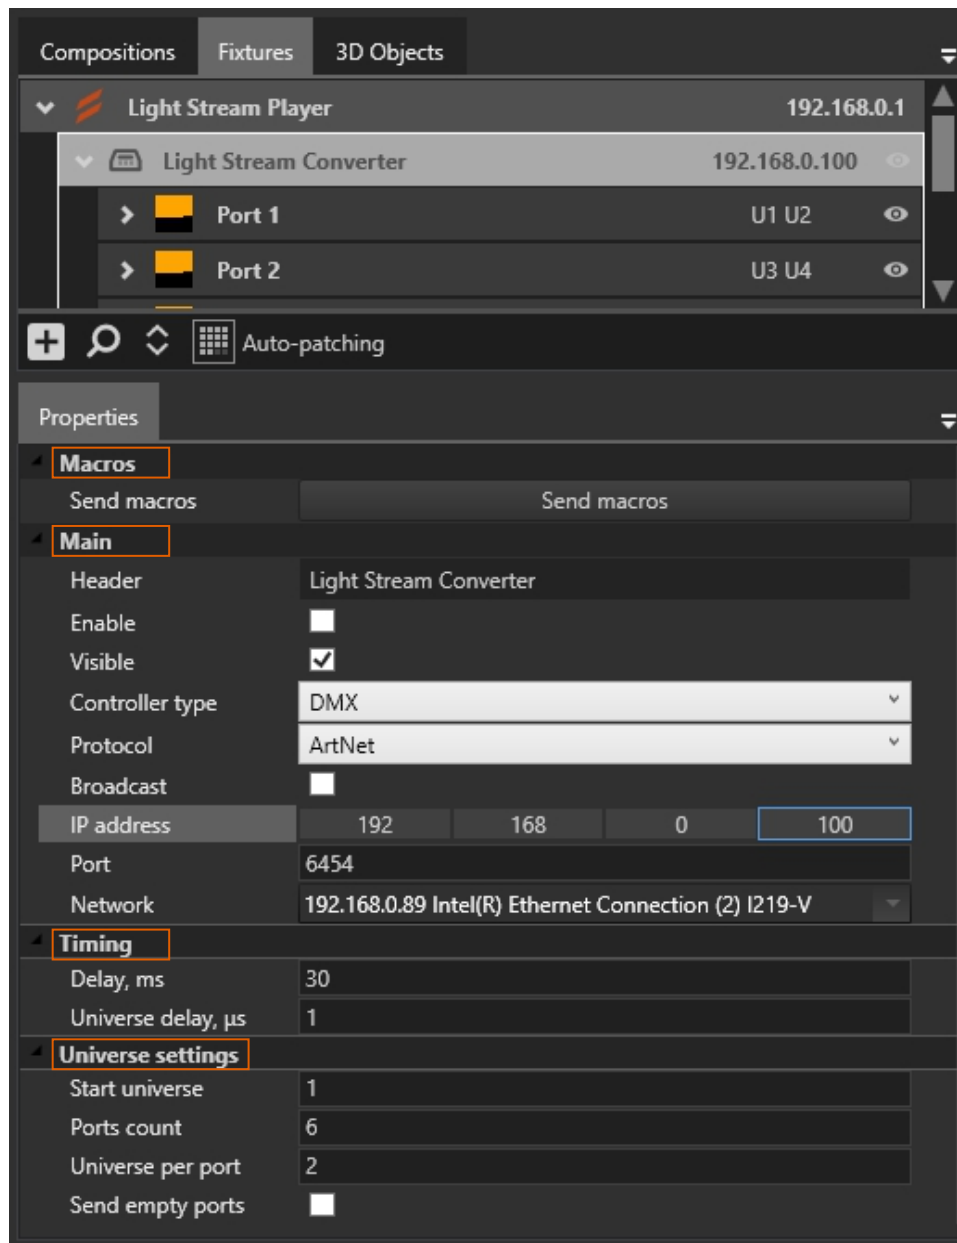 Compositions Fixtures 3D Objects
Light Stream Player 192.168.0.1
Light Stream Converter 192.168.0.100
Port 1 U1 U2
Port 2 U3 U4
Auto-patching
Properties
Macros
Send macros Send macros
Main
Header Light Stream Converter
Enable
Visible
Controller type DMX
Protocol ArtNet
Broadcast
IP address 192 168 0 100
Port 6454
Network 192.168.0.89 Intel(R) Ethernet Connection (2) I219-V
Timing
Delay, ms 30
Universe delay, µs 1
Universe settings
Start universe 1
Ports count 6
Universe per port 2
Send empty ports